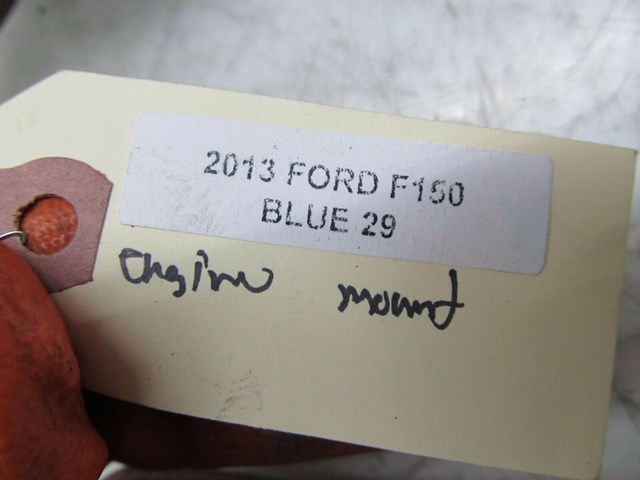 2013 FORD F150
BLUE 29
engine mount